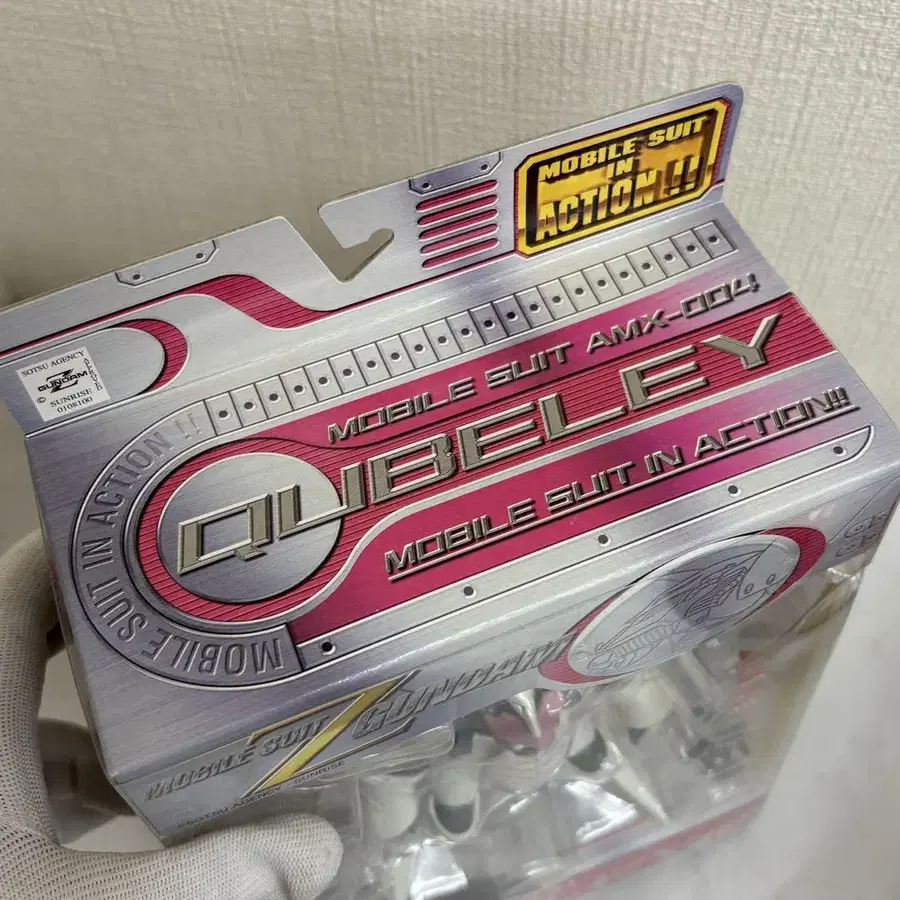 MOBILE SUIT
IN
ACTION !!
SOTSU AGENCY
Z
GUNDAM
© SUNRISE
0108100
MOBILE SUIT AMX-004
QUBELEY
MOBILE SUIT IN ACTION!!
MOBILE SUIT IN ACTION !!
MOBILE SUIT Z GUNDAM
©SOTSU AGENCY · SUNRISE